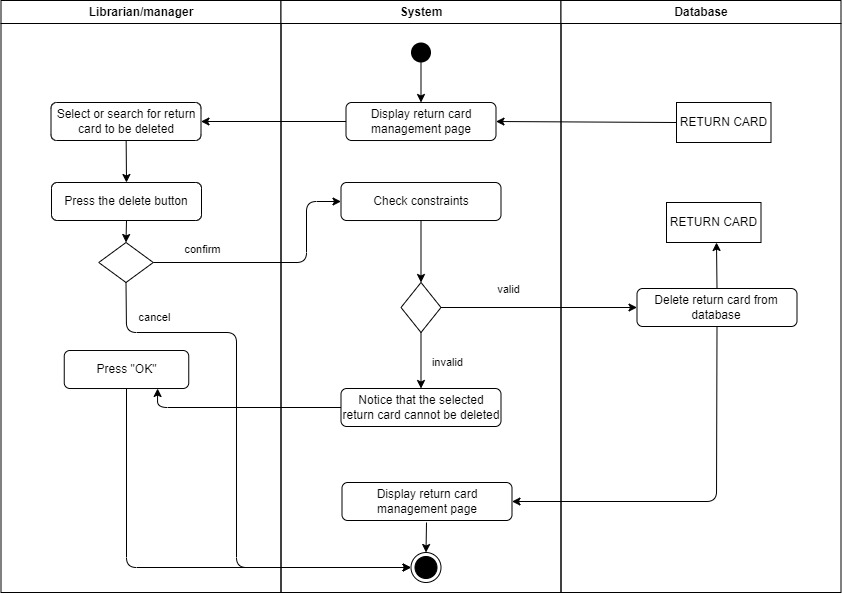 Librarian/manager
System
Database
Select or search for return
card to be deleted
Display return card
management page
RETURN CARD
Press the delete button
Check constraints
RETURN CARD
confirm
valid
Delete return card from
database
cancel
invalid
Press "OK"
Notice that the selected
return card cannot be deleted
Display return card
management page